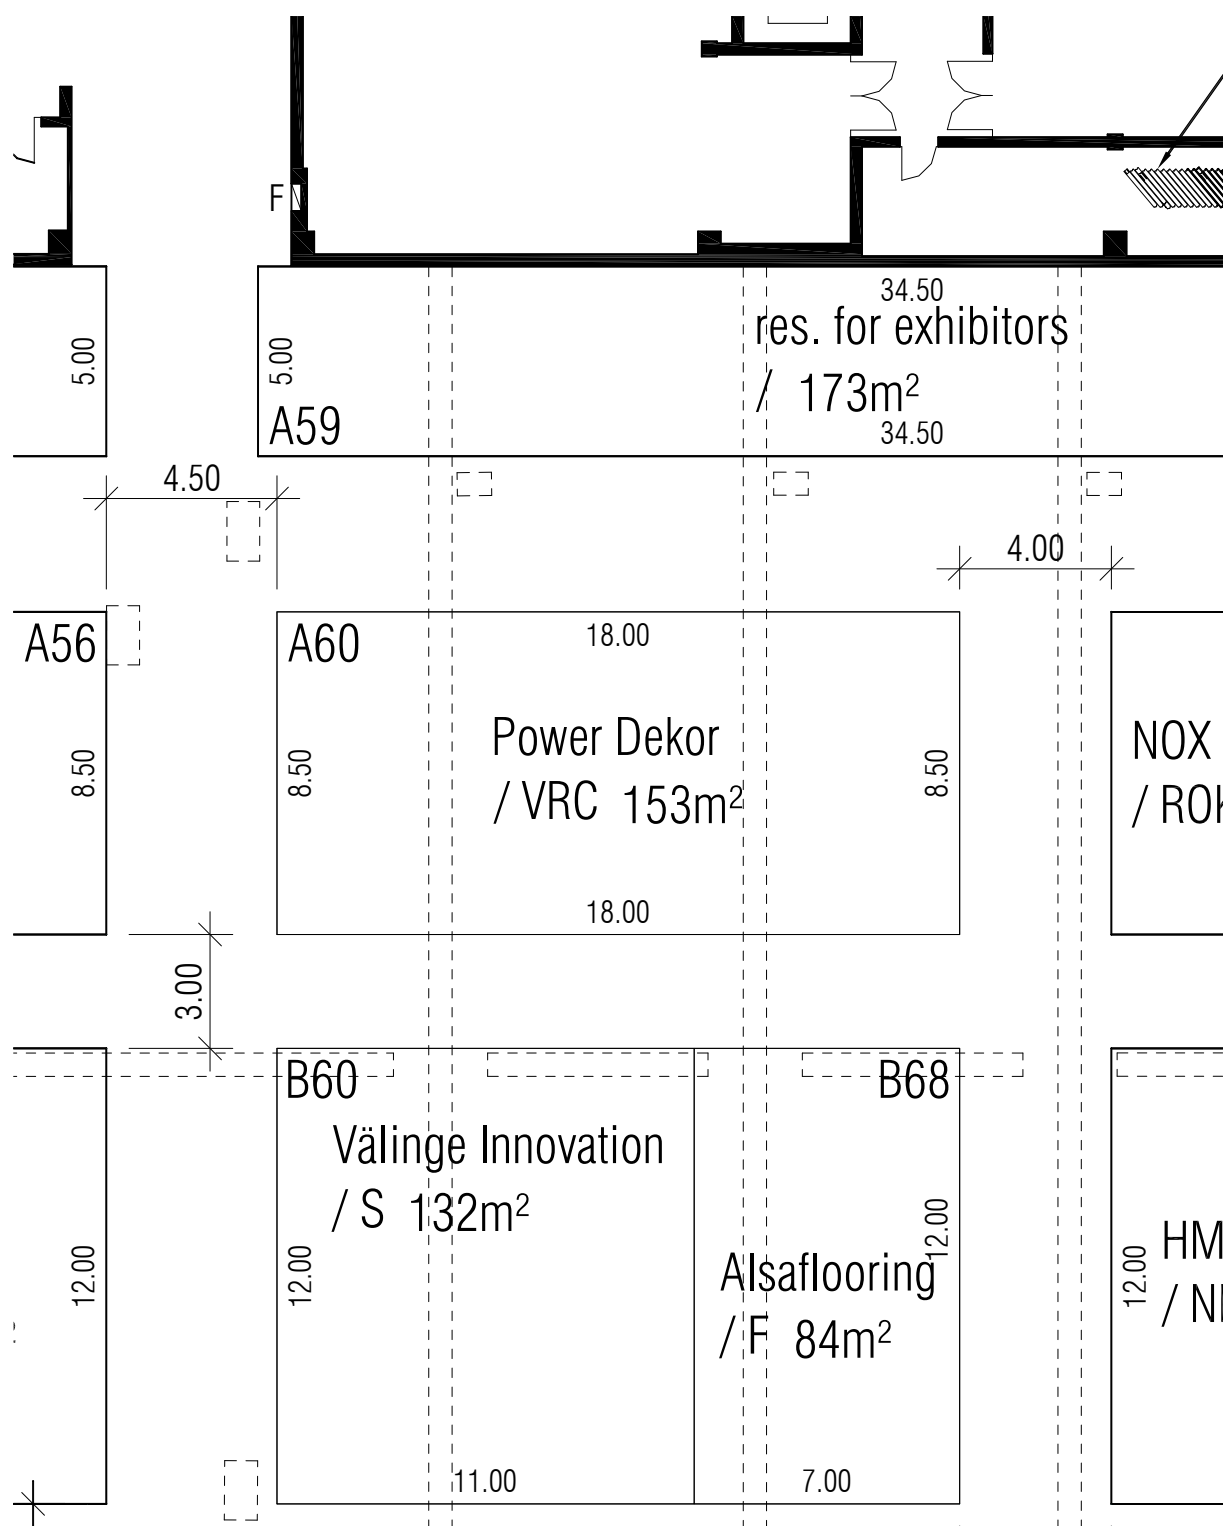 F
34.50
res. for exhibitors
/ 173m²
5.00
5.00
A59
34.50
4.50
4.00
A56
A60
18.00
Power Dekor
/ VRC 153m²
NOX
8.50
8.50
8.50
18.00
3.00
B60
B68
Välinge Innovation
/ S 132m²
12.00
12.00
12.00
12.00
Alsaflooring
/ F 84m²
HM
11.00
7.00